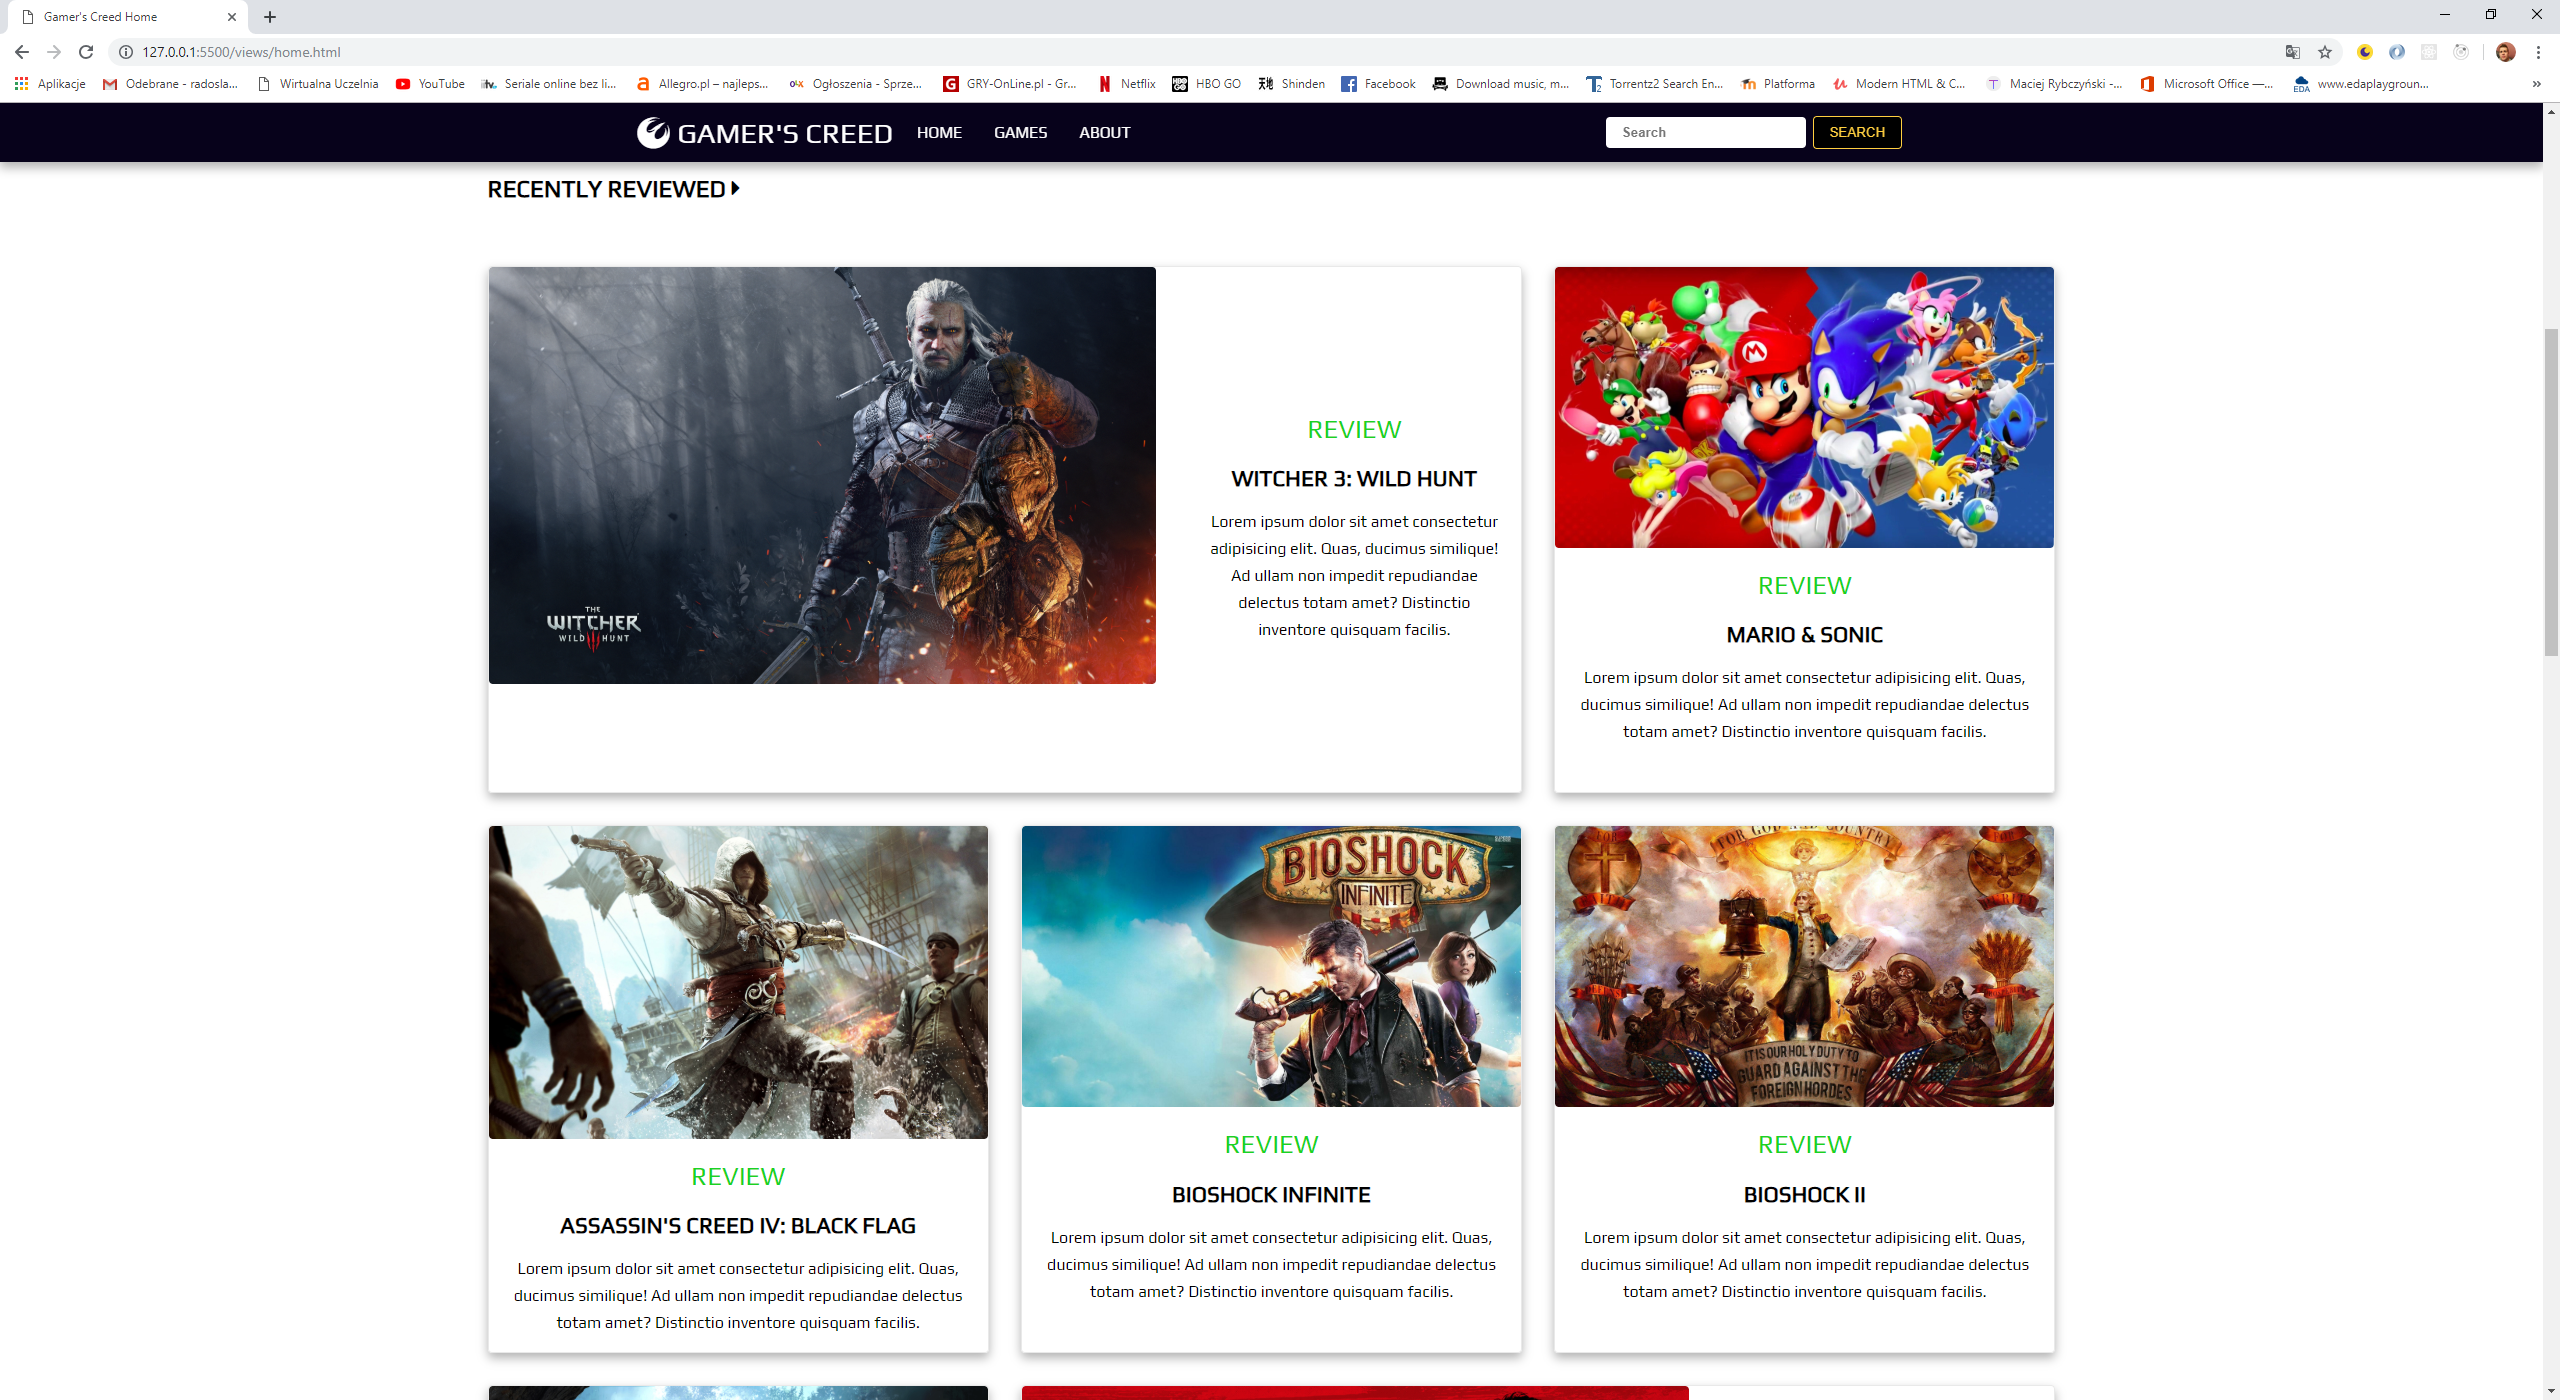 Gamer's Creed Home
127.0.0.1:5500/views/home.html
Aplikacje
Odebrane - radosla...
Wirtualna Uczelnia
YouTube
Seriale online bez li...
Allegro.pl – najleps...
Ogłoszenia - Sprze...
GRY-OnLine.pl - Gr...
Netflix
HBO GO
Shinden
Facebook
Download music, m...
Torrentz2 Search En...
Platforma
Modern HTML & C...
Maciej Rybczyński -...
Microsoft Office —...
www.edaplaygroun...
GAMER'S CREED
HOME
GAMES
ABOUT
Search
SEARCH
RECENTLY REVIEWED
THE
WITCHER
WILD HUNT
REVIEW
WITCHER 3: WILD HUNT
Lorem ipsum dolor sit amet consectetur
adipisicing elit. Quas, ducimus similique!
Ad ullam non impedit repudiandae
delectus totam amet? Distinctio
inventore quisquam facilis.
REVIEW
MARIO & SONIC
Lorem ipsum dolor sit amet consectetur adipisicing elit. Quas,
ducimus similique! Ad ullam non impedit repudiandae delectus
totam amet? Distinctio inventore quisquam facilis.
REVIEW
ASSASSIN'S CREED IV: BLACK FLAG
Lorem ipsum dolor sit amet consectetur adipisicing elit. Quas,
ducimus similique! Ad ullam non impedit repudiandae delectus
totam amet? Distinctio inventore quisquam facilis.
BIOSHOCK
INFINITE
REVIEW
BIOSHOCK INFINITE
Lorem ipsum dolor sit amet consectetur adipisicing elit. Quas,
ducimus similique! Ad ullam non impedit repudiandae delectus
totam amet? Distinctio inventore quisquam facilis.
FOR GOD AND COUNTRY
IT IS OUR HOLY DUTY TO
GUARD AGAINST THE
FOREIGN HORDES
REVIEW
BIOSHOCK II
Lorem ipsum dolor sit amet consectetur adipisicing elit. Quas,
ducimus similique! Ad ullam non impedit repudiandae delectus
totam amet? Distinctio inventore quisquam facilis.